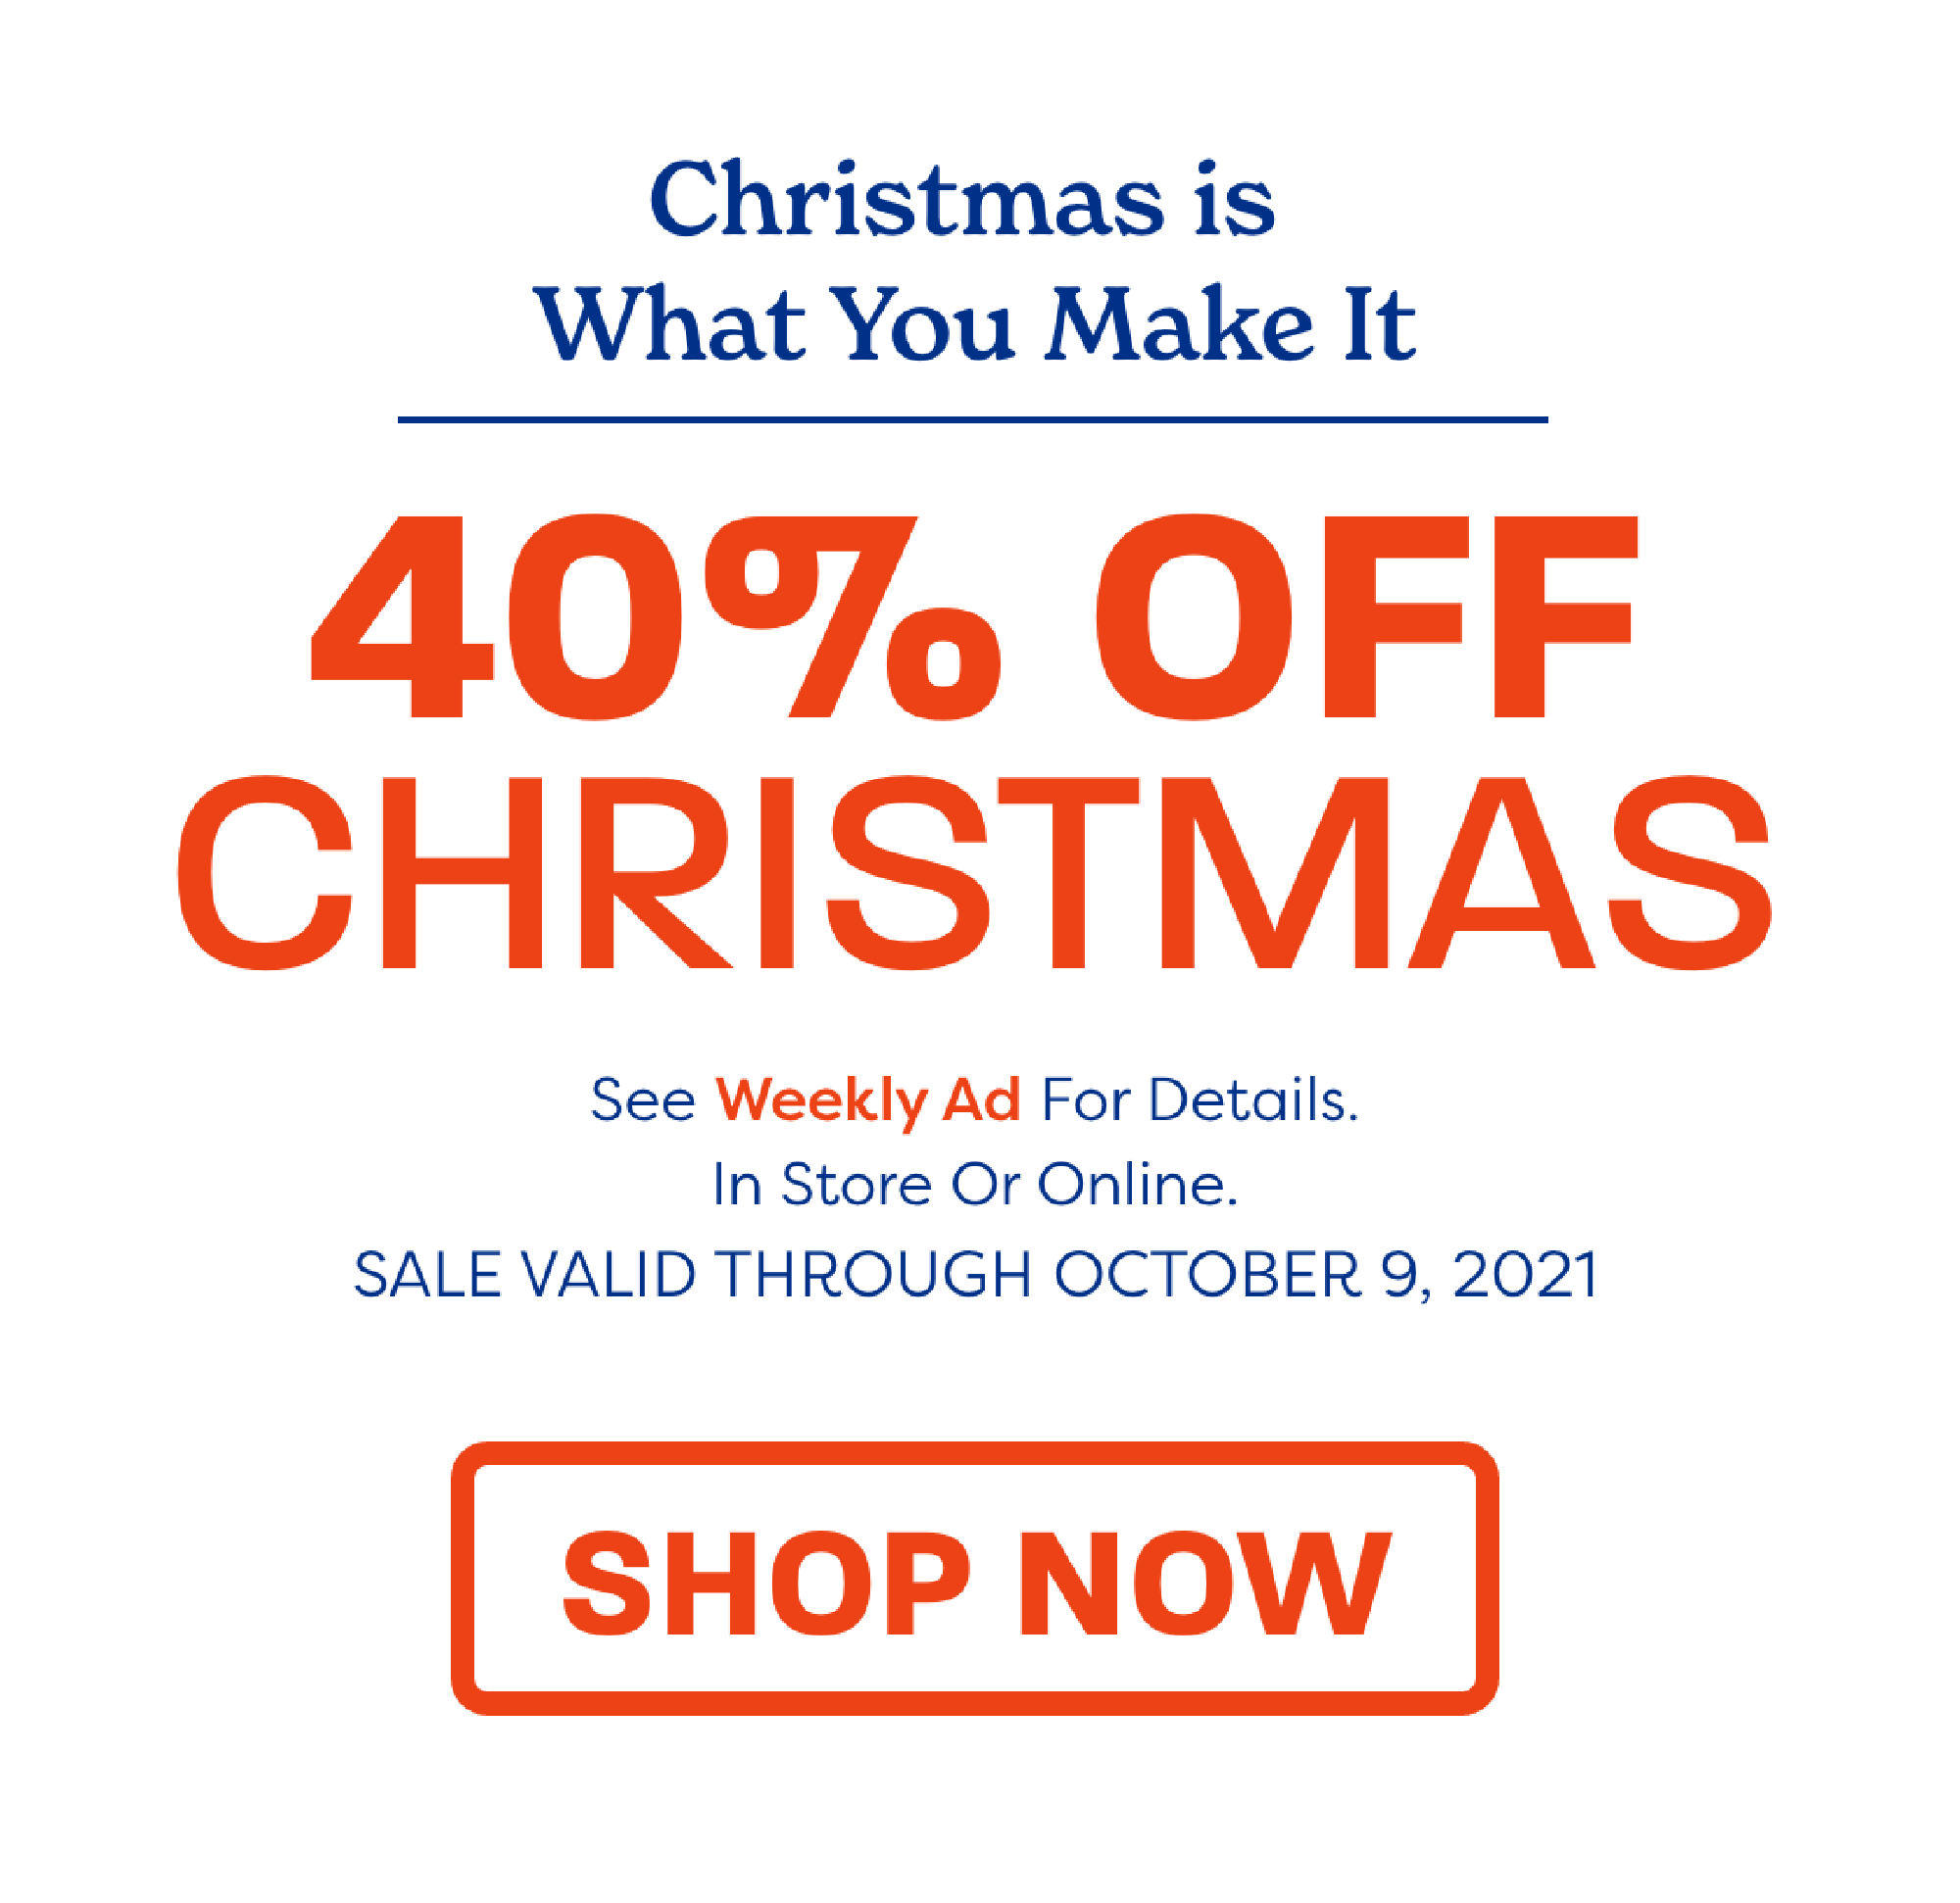 Christmas is
What You Make It
40% OFF
CHRISTMAS
See Weekly Ad For Details.
In Store Or Online.
SALE VALID THROUGH OCTOBER 9, 2021
SHOP NOW